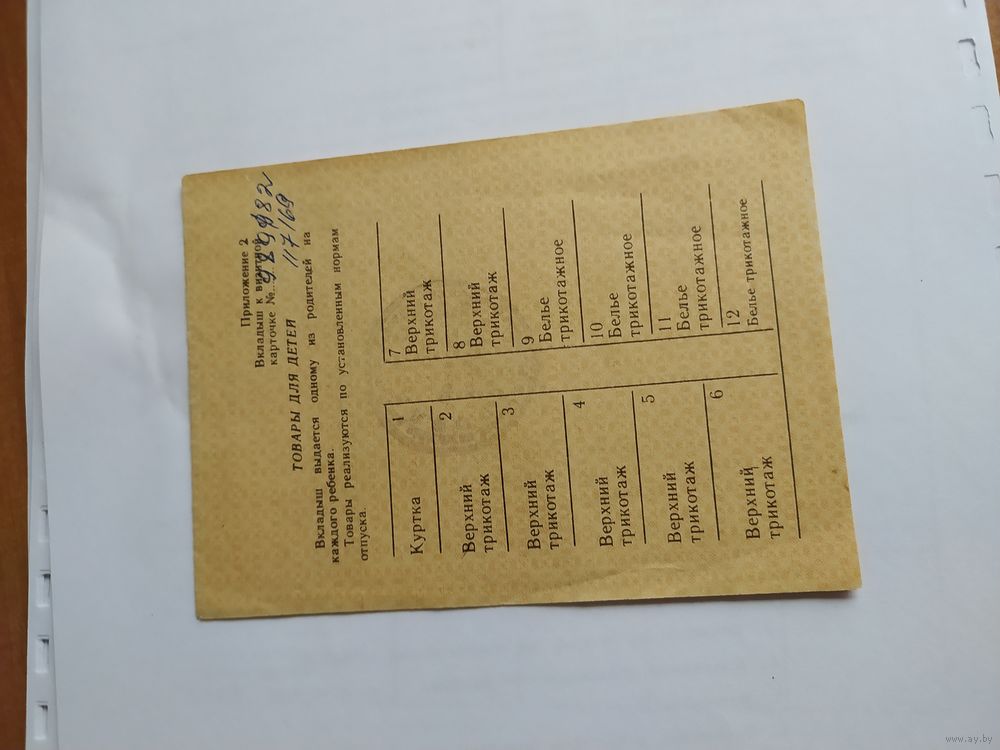 Приложение 2
Вкладыш к визитной
карточке №...
117/69
ТОВАРЫ ДЛЯ ДЕТЕЙ
Вкладыш выдается одному из родителей на
каждого ребенка.
Товары реализуются по установленным нормам
отпуска.
1
Куртка
2
Верхний
трикотаж
3
Верхний
трикотаж
4
Верхний
трикотаж
5
Верхний
трикотаж
6
Верхний
трикотаж
7
Верхний
трикотаж
8
Верхний
трикотаж
9
Белье
трикотажное
10
Белье
трикотажное
11
Белье
трикотажное
12
Белье трикотажное
www.ay.by